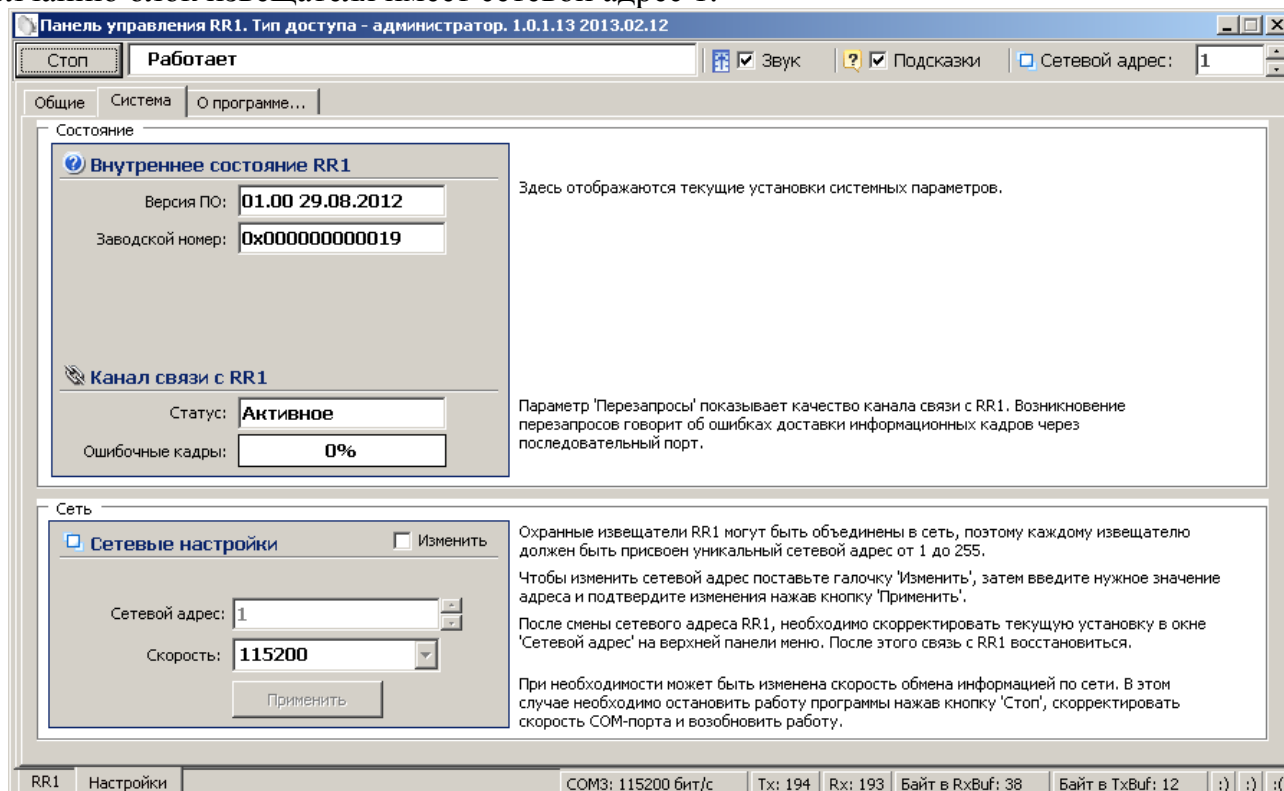 блок извещателя имеет сетевой адрес 1.
Панель управления RR1. Тип доступа - администратор. 1.0.1.13 2013.02.12
Стоп Работает Звук Подсказки Сетевой адрес: 1
Общие Система О программе...
Состояние
Внутреннее состояние RR1
Версия ПО: 01.00 29.08.2012
Заводской номер: 0x000000000019
Здесь отображаются текущие установки системных параметров.
Канал связи с RR1
Статус: Активное
Ошибочные кадры: 0%
Параметр 'Перезапросы' показывает качество канала связи с RR1. Возникновение
перезапросов говорит об ошибках доставки информационных кадров через
последовательный порт.
Сеть
Сетевые настройки Изменить
Сетевой адрес: 1
Скорость: 115200
Применить
Охранные извещатели RR1 могут быть объединены в сеть, поэтому каждому извещателю
должен быть присвоен уникальный сетевой адрес от 1 до 255.
Чтобы изменить сетевой адрес поставьте галочку 'Изменить', затем введите нужное значение
адреса и подтвердите изменения нажав кнопку 'Применить'.
После смены сетевого адреса RR1, необходимо скорректировать текущую установку в окне
'Сетевой адрес' на верхней панели меню. После этого связь с RR1 восстановиться.
При необходимости может быть изменена скорость обмена информацией по сети. В этом
случае необходимо остановить работу программы нажав кнопку 'Стоп', скорректировать
скорость COM-порта и возобновить работу.
RR1 Настройки COM3: 115200 бит/с Tx: 194 Rx: 193 Байт в RxBuf: 38 Байт в TxBuf: 12 :) :) :(